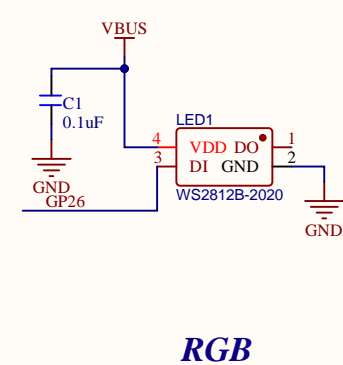 VBUS
C1
0.1uF
GND
GP26
LED1
4 VDD DO 1
3 DI GND 2
WS2812B-2020
GND
RGB